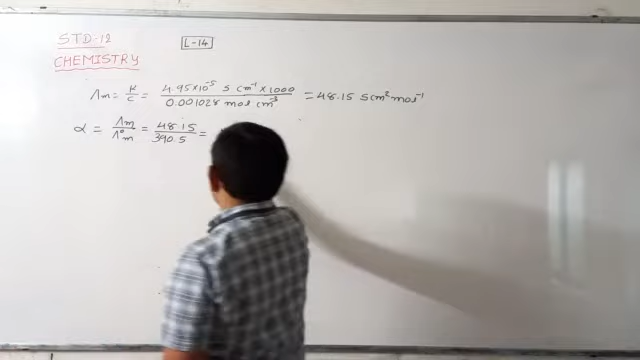 STD-12
L-14
CHEMISTRY
Λm = K/C = 4.95×10⁻⁵ S cm⁻¹ × 1000 / 0.001028 mol cm⁻³ = 48.15 S cm² mol⁻¹
α = Λm/Λ°m = 48.15/390.5 =